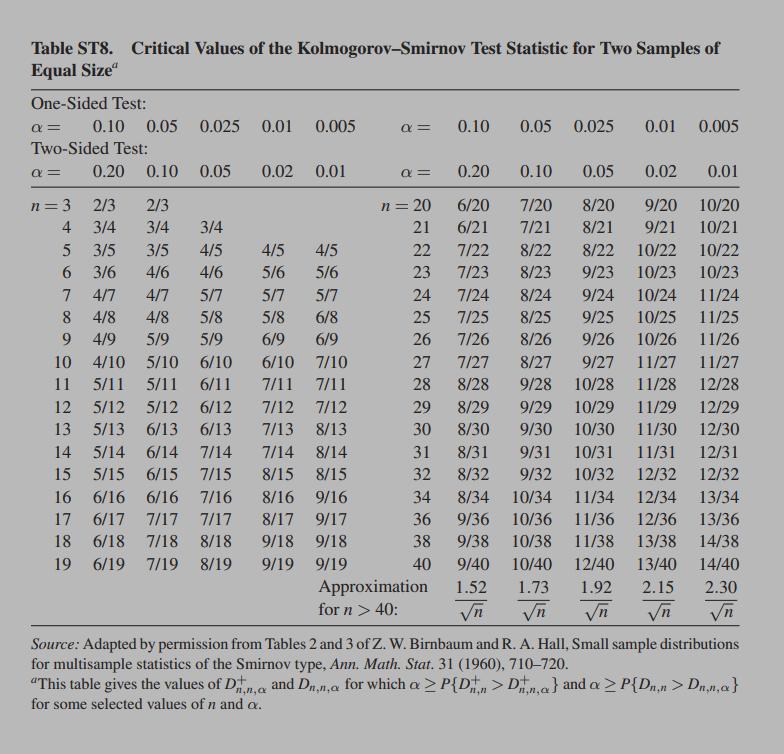 Table ST8. Critical Values of the Kolmogorov–Smirnov Test Statistic for Two Samples of
Equal Sizeᵃ
One-Sided Test:
α = 0.10 0.05 0.025 0.01 0.005 α = 0.10 0.05 0.025 0.01 0.005
Two-Sided Test:
α = 0.20 0.10 0.05 0.02 0.01 α = 0.20 0.10 0.05 0.02 0.01
n = 3 2/3 2/3 n = 20 6/20 7/20 8/20 9/20 10/20
4 3/4 3/4 3/4 21 6/21 7/21 8/21 9/21 10/21
5 3/5 3/5 4/5 4/5 4/5 22 7/22 8/22 8/22 10/22 10/22
6 3/6 4/6 4/6 5/6 5/6 23 7/23 8/23 9/23 10/23 10/23
7 4/7 4/7 5/7 5/7 5/7 24 7/24 8/24 9/24 10/24 11/24
8 4/8 4/8 5/8 5/8 6/8 25 7/25 8/25 9/25 10/25 11/25
9 4/9 5/9 5/9 6/9 6/9 26 7/26 8/26 9/26 10/26 11/26
10 4/10 5/10 6/10 6/10 7/10 27 7/27 8/27 9/27 11/27 11/27
11 5/11 5/11 6/11 7/11 7/11 28 8/28 9/28 10/28 11/28 12/28
12 5/12 5/12 6/12 7/12 7/12 29 8/29 9/29 10/29 11/29 12/29
13 5/13 6/13 6/13 7/13 8/13 30 8/30 9/30 10/30 11/30 12/30
14 5/14 6/14 7/14 7/14 8/14 31 8/31 9/31 10/31 11/31 12/31
15 5/15 6/15 7/15 8/15 8/15 32 8/32 9/32 10/32 12/32 12/32
16 6/16 6/16 7/16 8/16 9/16 34 8/34 10/34 11/34 12/34 13/34
17 6/17 7/17 7/17 8/17 9/17 36 9/36 10/36 11/36 12/36 13/36
18 6/18 7/18 8/18 9/18 9/18 38 9/38 10/38 11/38 13/38 14/38
19 6/19 7/19 8/19 9/19 9/19 40 9/40 10/40 12/40 13/40 14/40
Approximation 1.52 1.73 1.92 2.15 2.30
for n > 40: √n √n √n √n √n
Source: Adapted by permission from Tables 2 and 3 of Z. W. Birnbaum and R. A. Hall, Small sample distributions
for multisample statistics of the Smirnov type, Ann. Math. Stat. 31 (1960), 710–720.
ᵃThis table gives the values of D⁺n,n,α and Dn,n,α for which α ≥ P{D⁺n,n > D⁺n,n,α} and α ≥ P{Dn,n > Dn,n,α}
for some selected values of n and α.